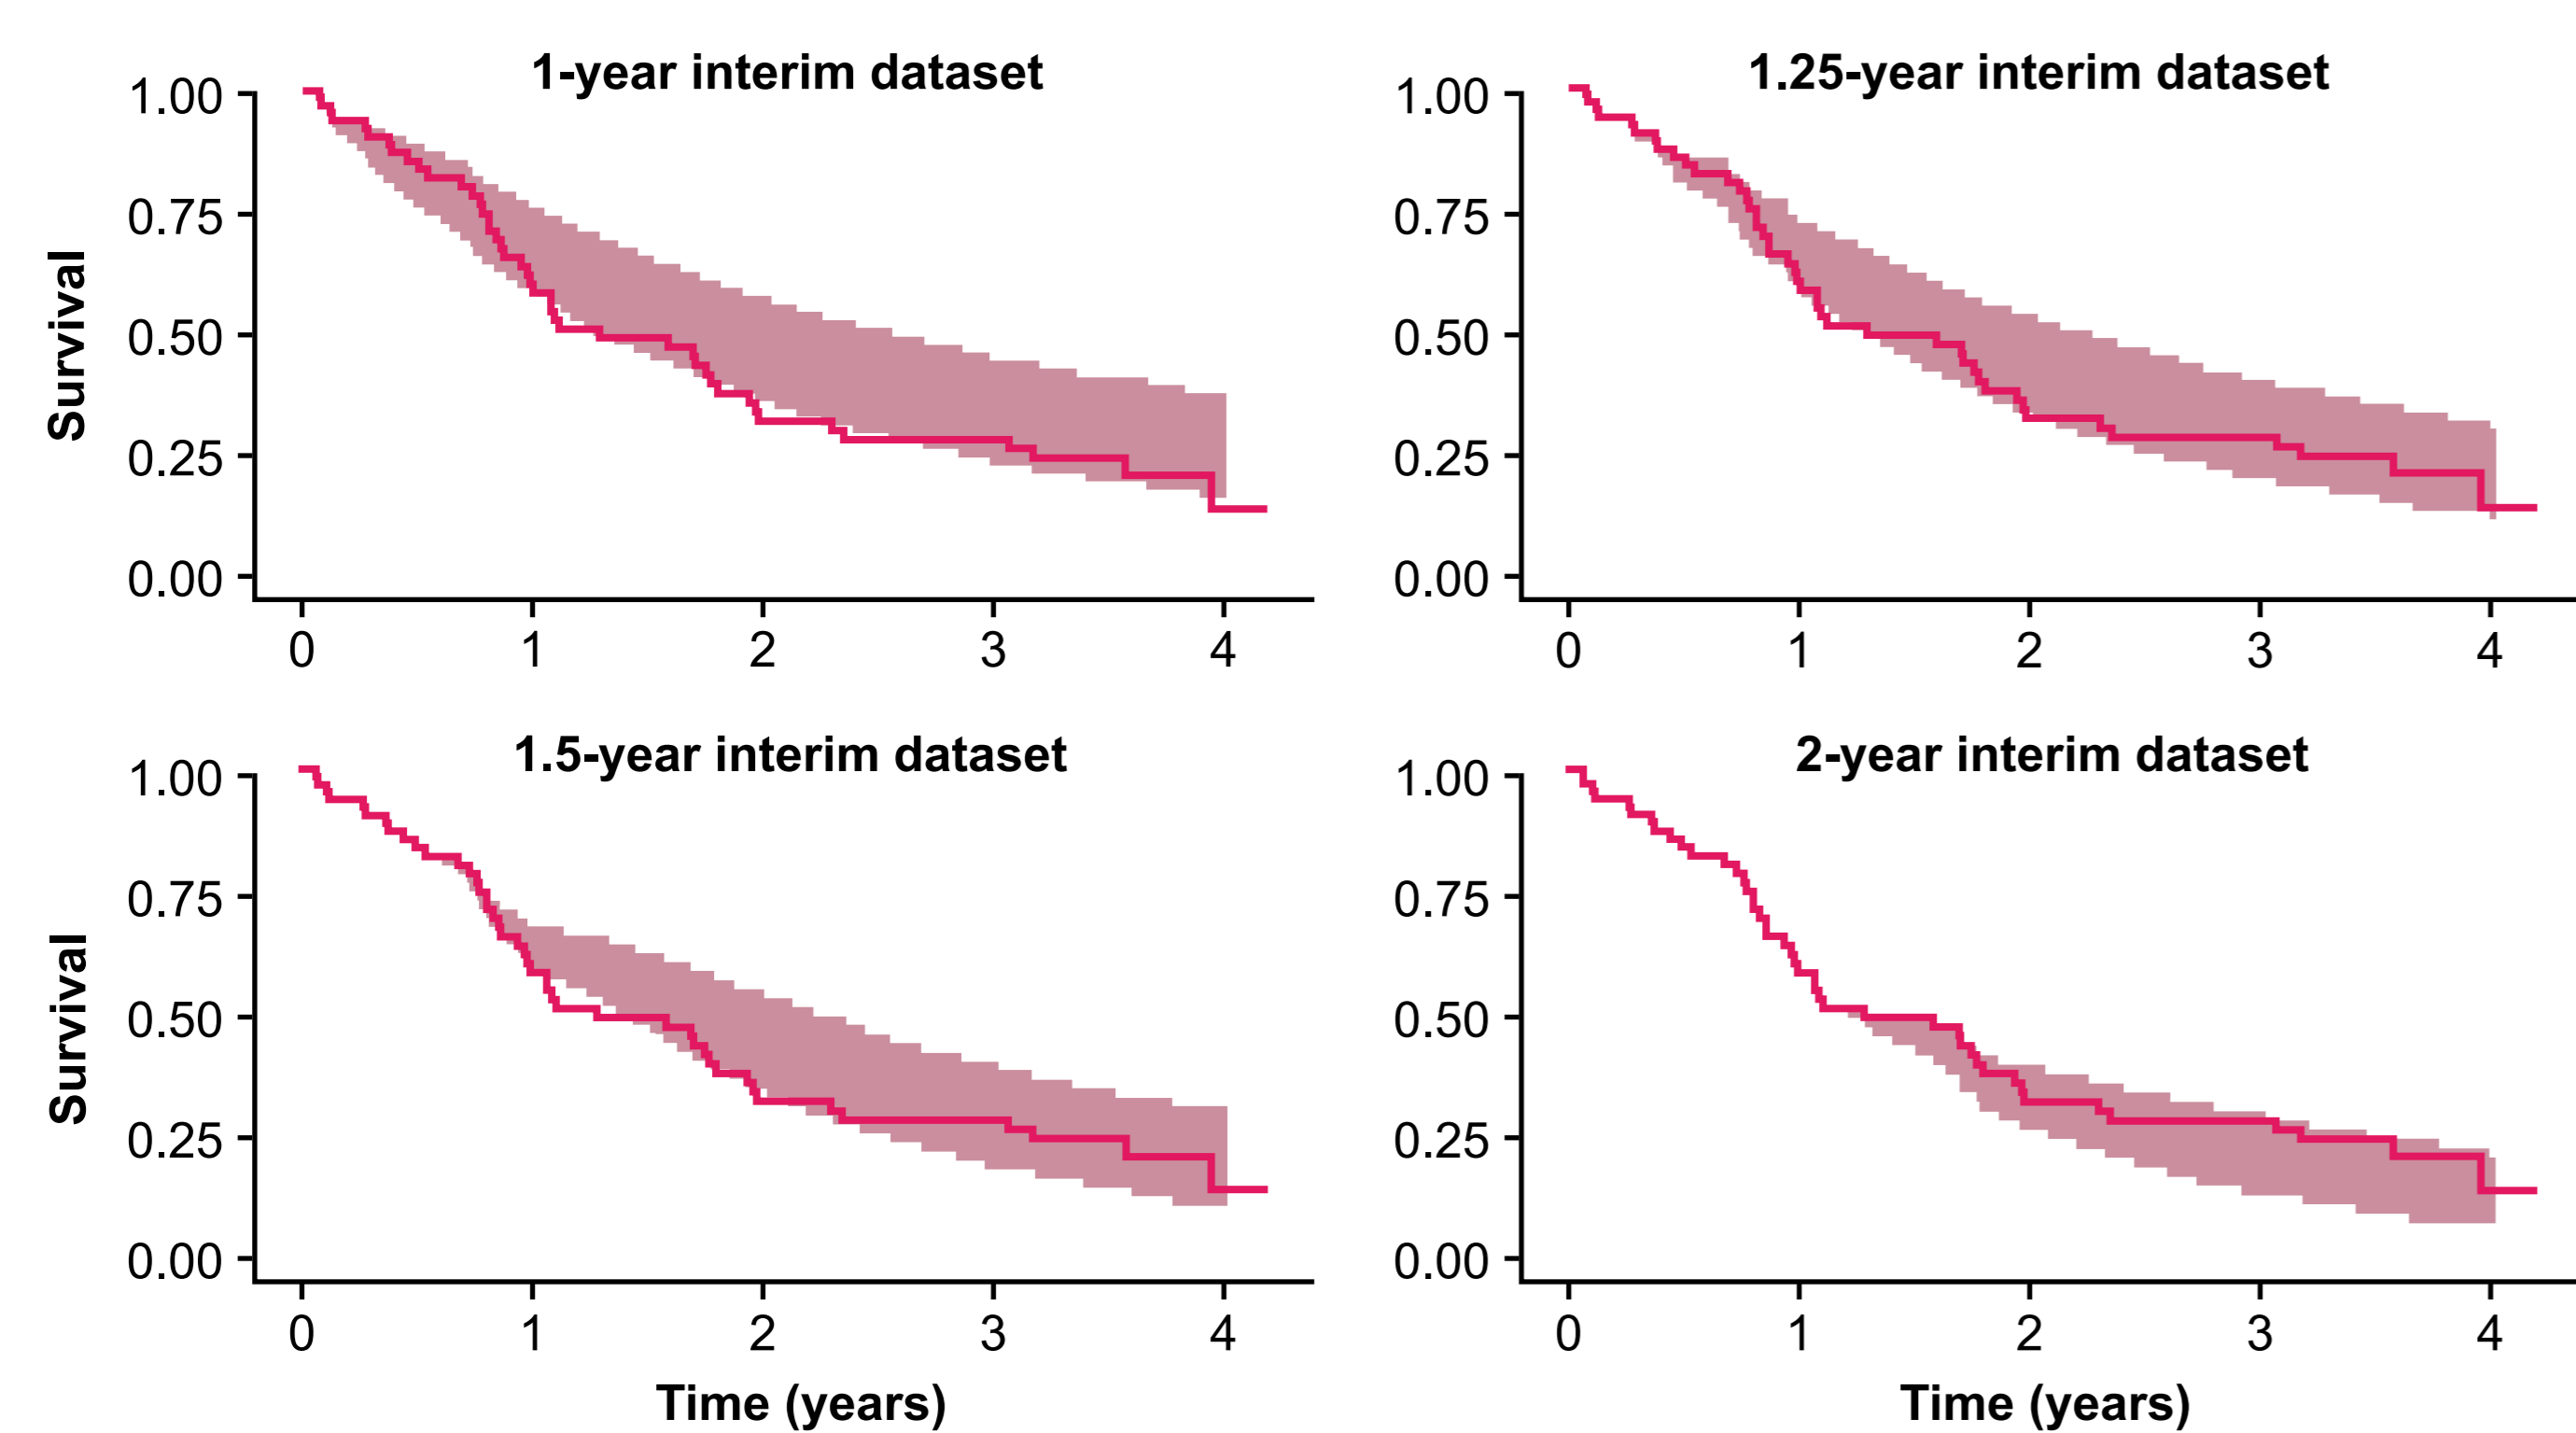 1-year interim dataset
1.25-year interim dataset
Survival
1.00
0.75
0.50
0.25
0.00
0 1 2 3 4
1.00
0.75
0.50
0.25
0.00
0 1 2 3 4
1.5-year interim dataset
2-year interim dataset
Survival
1.00
0.75
0.50
0.25
0.00
0 1 2 3 4
Time (years)
1.00
0.75
0.50
0.25
0.00
0 1 2 3 4
Time (years)